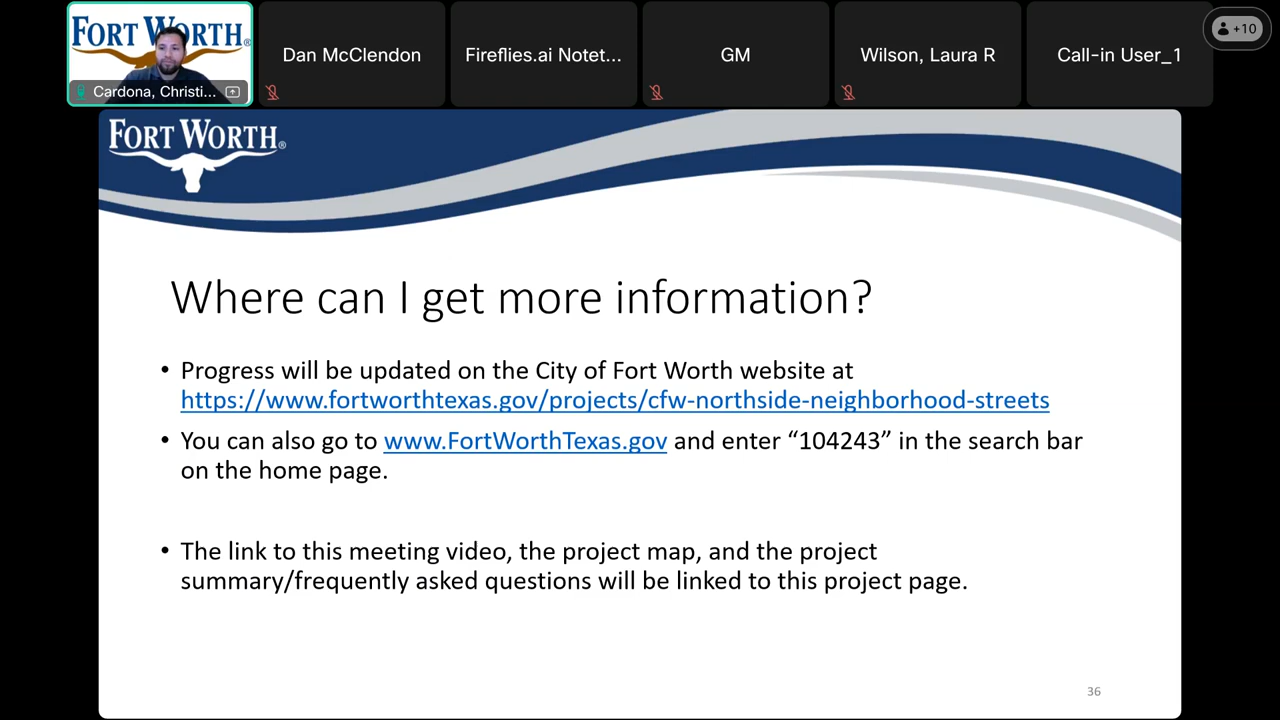 FORT WORTH®
Cardona, Christi...
Dan McClendon
Fireflies.ai Notet...
GM
Wilson, Laura R
Call-in User_1
+10
FORT WORTH®
Where can I get more information?
• Progress will be updated on the City of Fort Worth website at
https://www.fortworthtexas.gov/projects/cfw-northside-neighborhood-streets
• You can also go to www.FortWorthTexas.gov and enter “104243” in the search bar
on the home page.
• The link to this meeting video, the project map, and the project
summary/frequently asked questions will be linked to this project page.
36